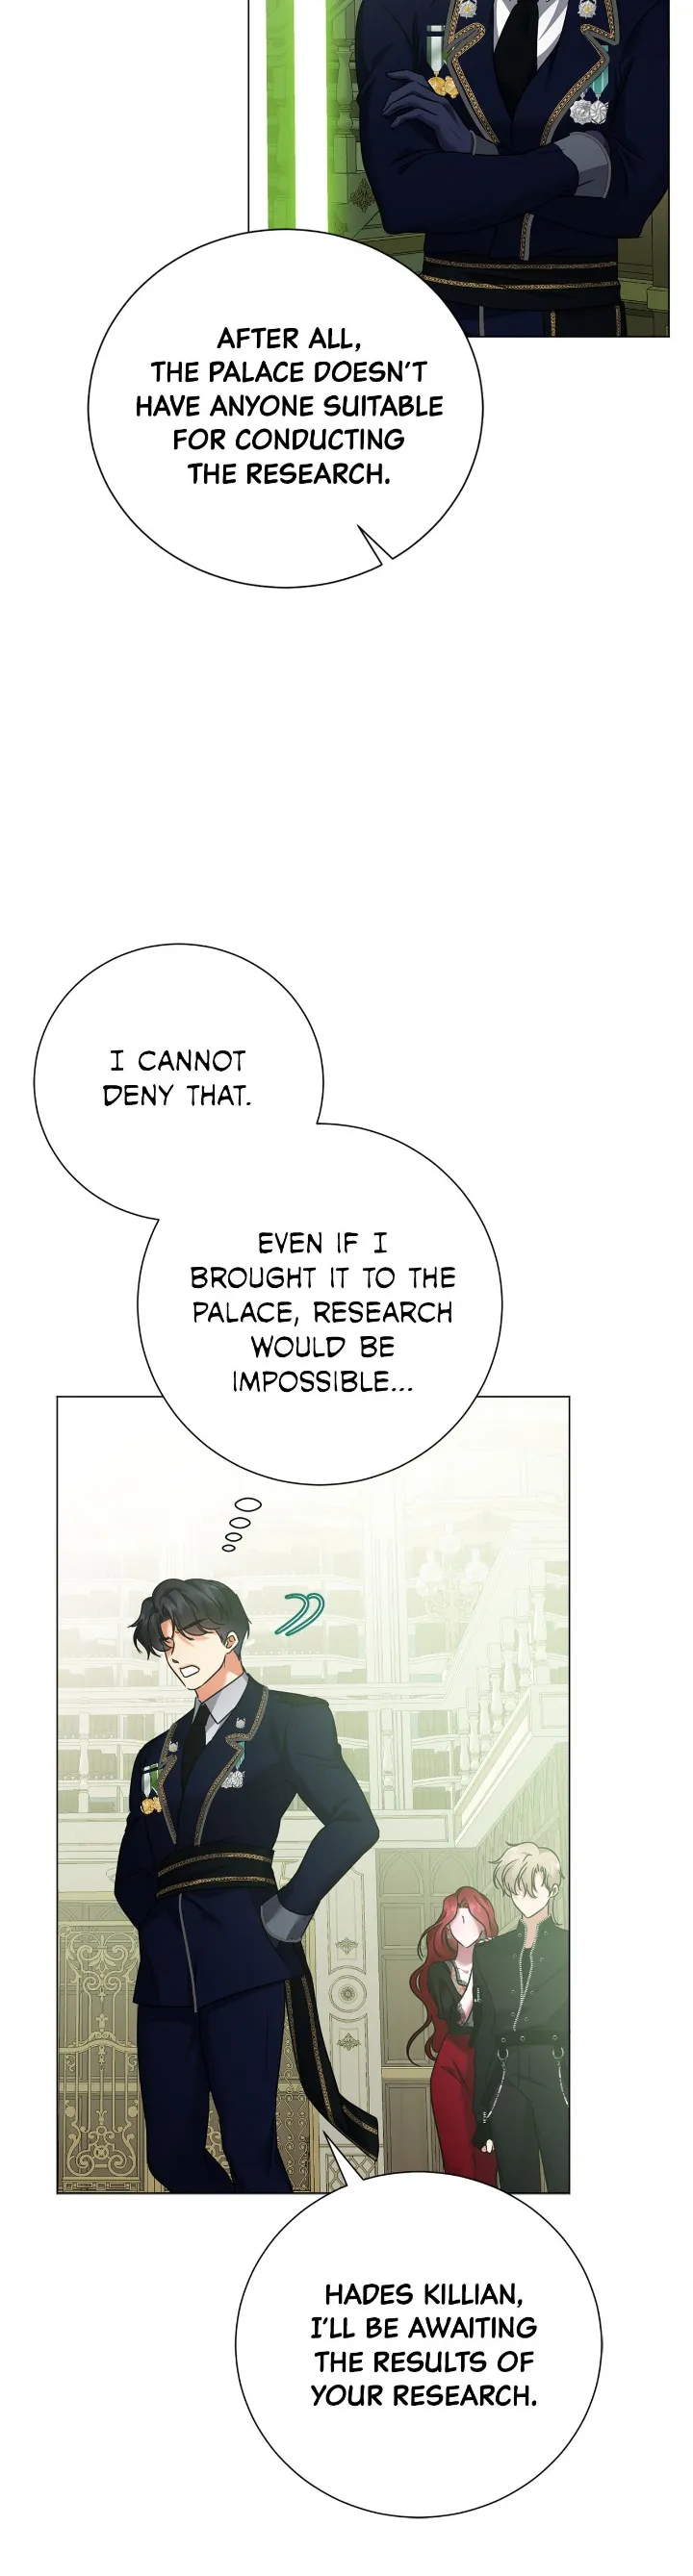 AFTER ALL,
THE PALACE DOESN'T
HAVE ANYONE SUITABLE
FOR CONDUCTING
THE RESEARCH.
I CANNOT
DENY THAT.
EVEN IF I
BROUGHT IT TO THE
PALACE, RESEARCH
WOULD BE
IMPOSSIBLE...
HADES KILLIAN,
I'LL BE AWAITING
THE RESULTS OF
YOUR RESEARCH.